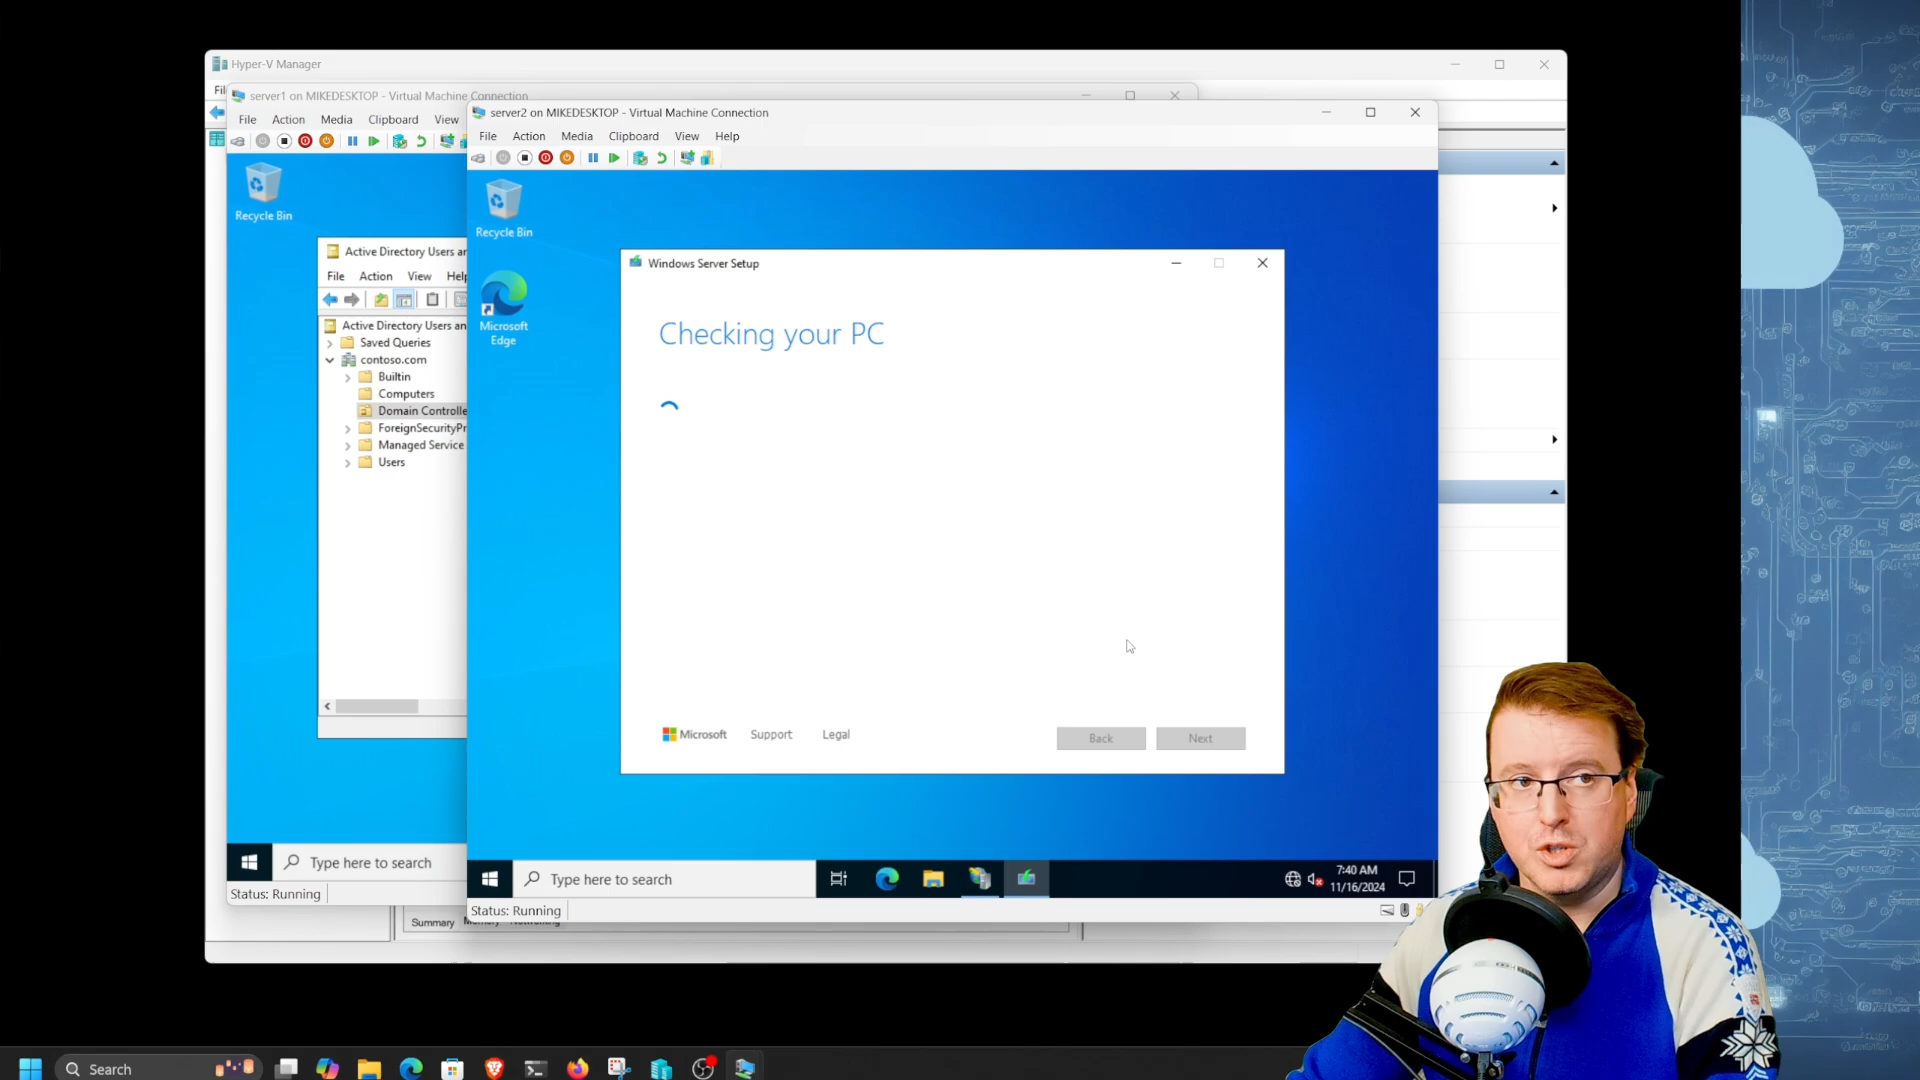 Hyper-V Manager
Fil
server1 on MIKEDESKTOP - Virtual Machine Connection
File Action Media Clipboard View
Recycle Bin
Active Directory Users an
File Action View Help
Active Directory Users an
Saved Queries
contoso.com
Builtin
Computers
Domain Controlle
ForeignSecurityPr
Managed Service
Users
Type here to search
Status: Running
server2 on MIKEDESKTOP - Virtual Machine Connection
File Action Media Clipboard View Help
Recycle Bin
Microsoft
Edge
Windows Server Setup
Checking your PC
Microsoft Support Legal
Back Next
Type here to search
7:40 AM
11/16/2024
Status: Running
Summary Memory Networking
Search